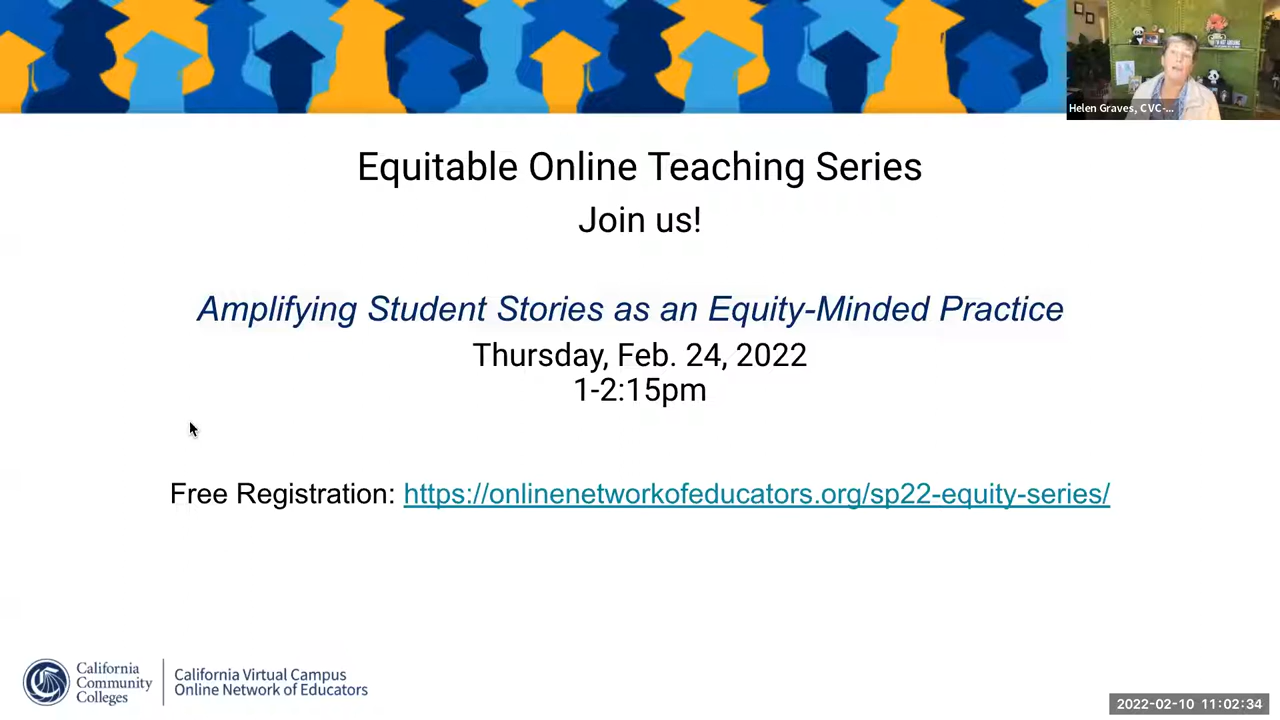 Helen Graves, CVC-...
Equitable Online Teaching Series
Join us!
Amplifying Student Stories as an Equity-Minded Practice
Thursday, Feb. 24, 2022
1-2:15pm
Free Registration: https://onlinenetworkofeducators.org/sp22-equity-series/
California
Community
Colleges
California Virtual Campus
Online Network of Educators
2022-02-10 11:02:34